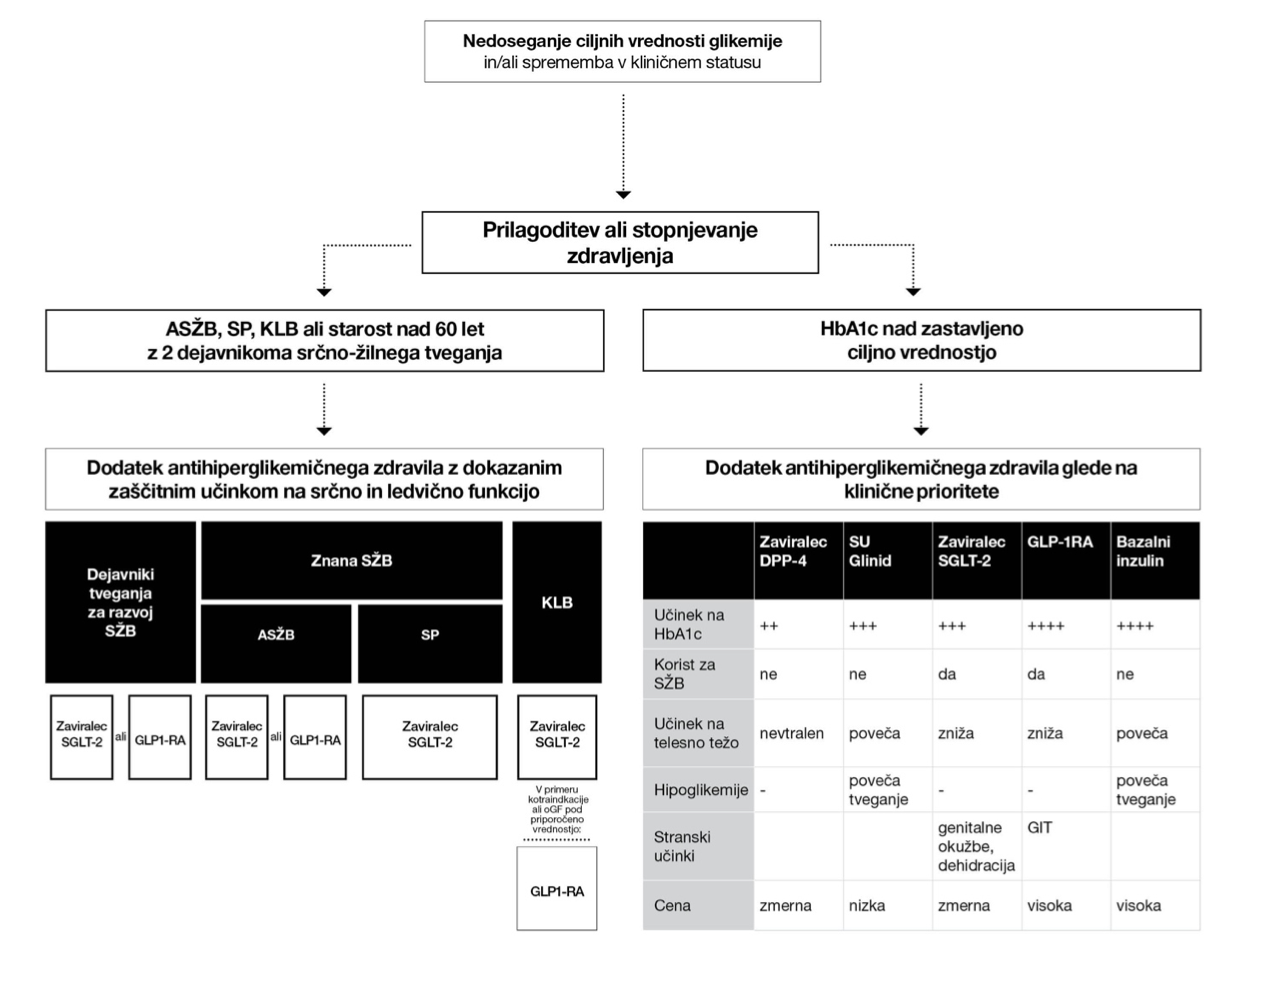 Nedoseganje ciljnih vrednosti glikemije
in/ali sprememba v kliničnem statusu
Prilagoditev ali stopnjevanje
zdravljenja
ASŽB, SP, KLB ali starost nad 60 let
z 2 dejavnikoma srčno-žilnega tveganja
Dodatek antihiperglikemičnega zdravila z dokazanim
zaščitnim učinkom na srčno in ledvično funkcijo
Dejavniki
tveganja
za razvoj
SŽB
Znana SŽB
ASŽB
SP
KLB
Zaviralec
SGLT-2
ali
GLP1-RA
Zaviralec
SGLT-2
ali
GLP1-RA
Zaviralec
SGLT-2
Zaviralec
SGLT-2
V primeru
kotraindkacije
ali oGF pod
priporočeno
vrednostjo:
GLP1-RA
HbA1c nad zastavljeno
ciljno vrednostjo
Dodatek antihiperglikemičnega zdravila glede na
klinične prioritete
Zaviralec
DPP-4
SU
Glinid
Zaviralec
SGLT-2
GLP-1RA
Bazalni
inzulin
Učinek na
HbA1c
++
+++
+++
++++
++++
Korist za
SŽB
ne
ne
da
da
ne
Učinek na
telesno težo
nevtralen
poveča
zniža
zniža
poveča
Hipoglikemije
-
poveča
tveganje
-
-
poveča
tveganje
Stranski
učinki
genitalne
okužbe,
dehidracija
GIT
Cena
zmerna
nizka
zmerna
visoka
visoka